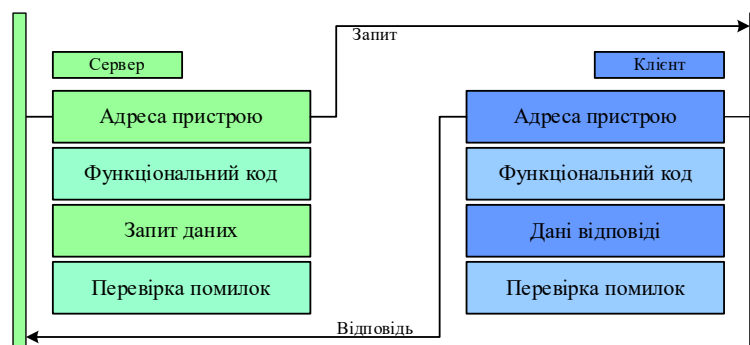 Запит
Сервер
Клієнт
Адреса пристрою
Адреса пристрою
Функціональний код
Функціональний код
Запит даних
Дані відповіді
Перевірка помилок
Перевірка помилок
Відповідь